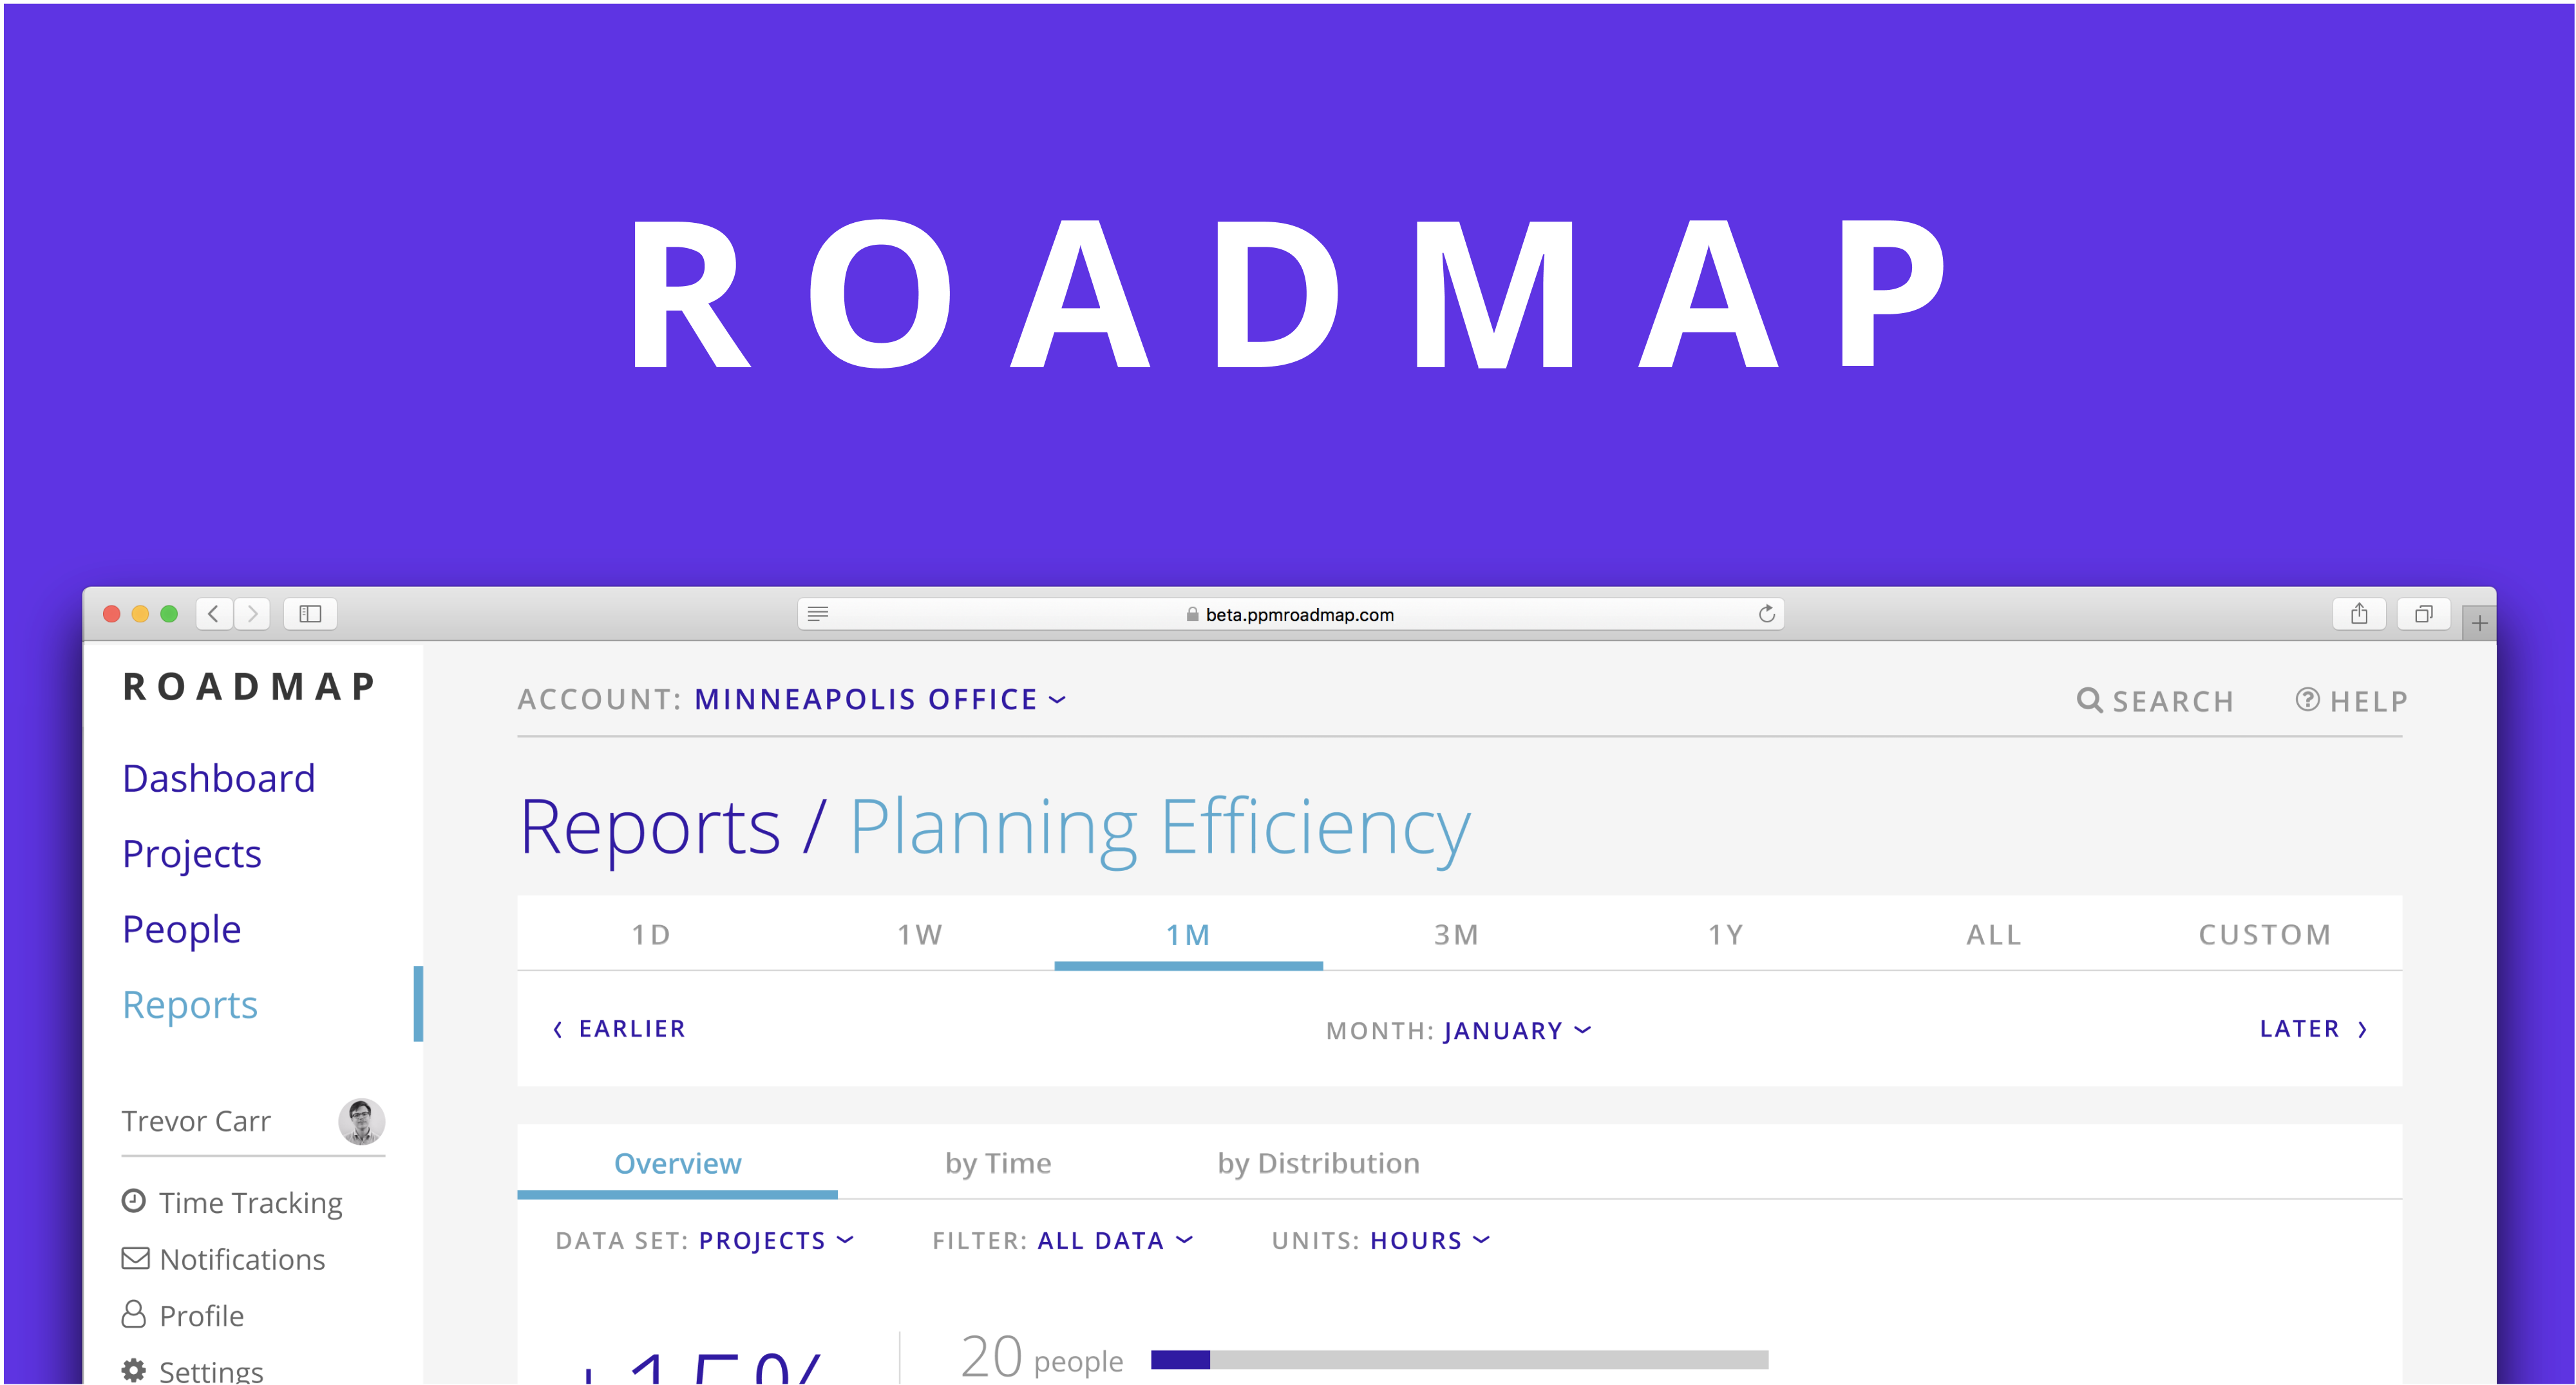 ROADMAP
beta.ppmroadmap.com
ROADMAP
Dashboard
Projects
People
Reports
Trevor Carr
Time Tracking
Notifications
Profile
Settings
ACCOUNT: MINNEAPOLIS OFFICE
SEARCH
HELP
Reports / Planning Efficiency
1D 1W 1M 3M 1Y ALL CUSTOM
EARLIER
MONTH: JANUARY
LATER
Overview by Time by Distribution
DATA SET: PROJECTS FILTER: ALL DATA UNITS: HOURS
20 people